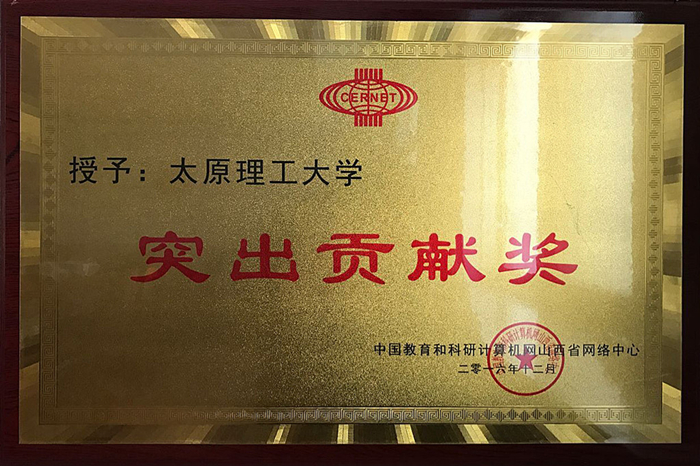 CERNET
授予：太原理工大学
突出贡献奖
中国教育和科研计算机网山西省网络中心
二零一六年十二月